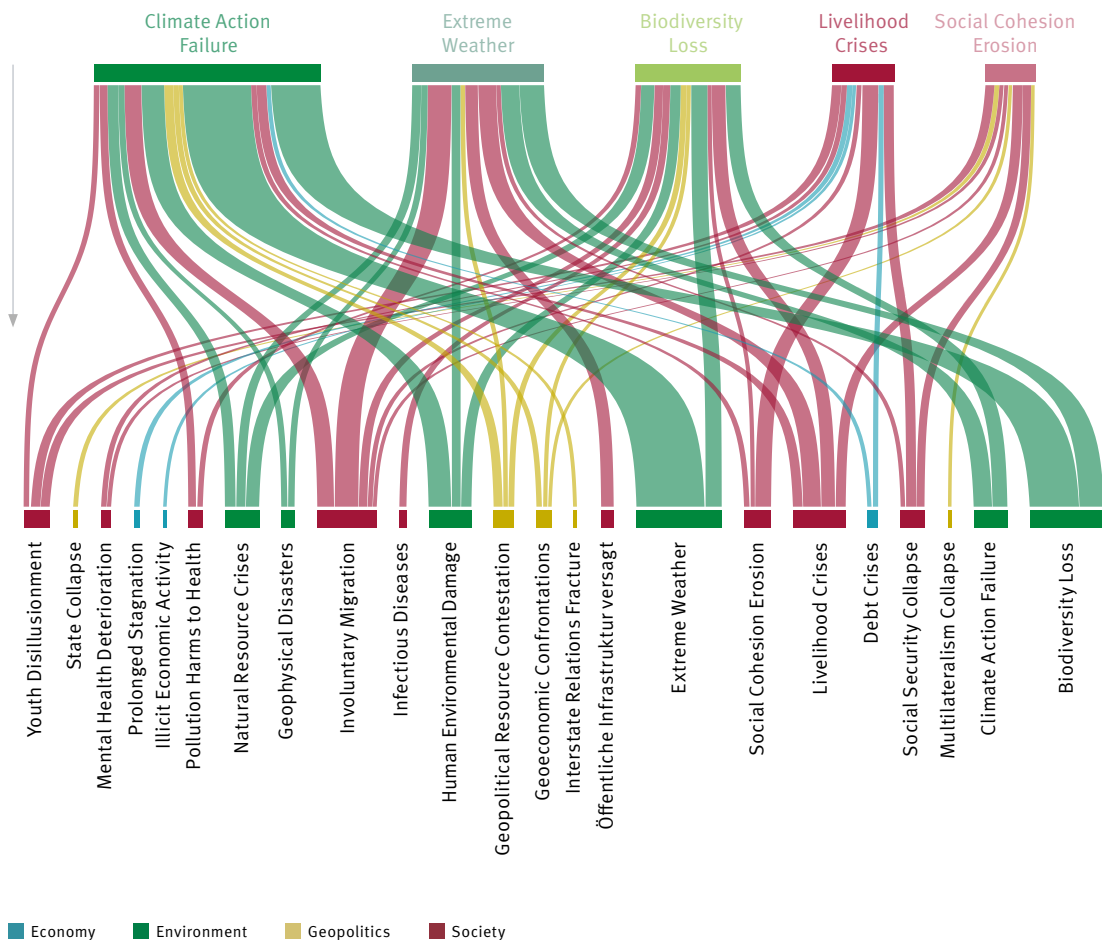 Climate Action
Failure
Extreme
Weather
Biodiversity
Loss
Livelihood
Crises
Social Cohesion
Erosion
Youth Disillusionment
State Collapse
Mental Health Deterioration
Prolonged Stagnation
Illicit Economic Activity
Pollution Harms to Health
Natural Resource Crises
Geophysical Disasters
Involuntary Migration
Infectious Diseases
Human Environmental Damage
Geopolitical Resource Contestation
Geoeconomic Confrontations
Interstate Relations Fracture
Öffentliche Infrastruktur versagt
Extreme Weather
Social Cohesion Erosion
Livelihood Crises
Debt Crises
Social Security Collapse
Multilateralism Collapse
Climate Action Failure
Biodiversity Loss
Economy
Environment
Geopolitics
Society